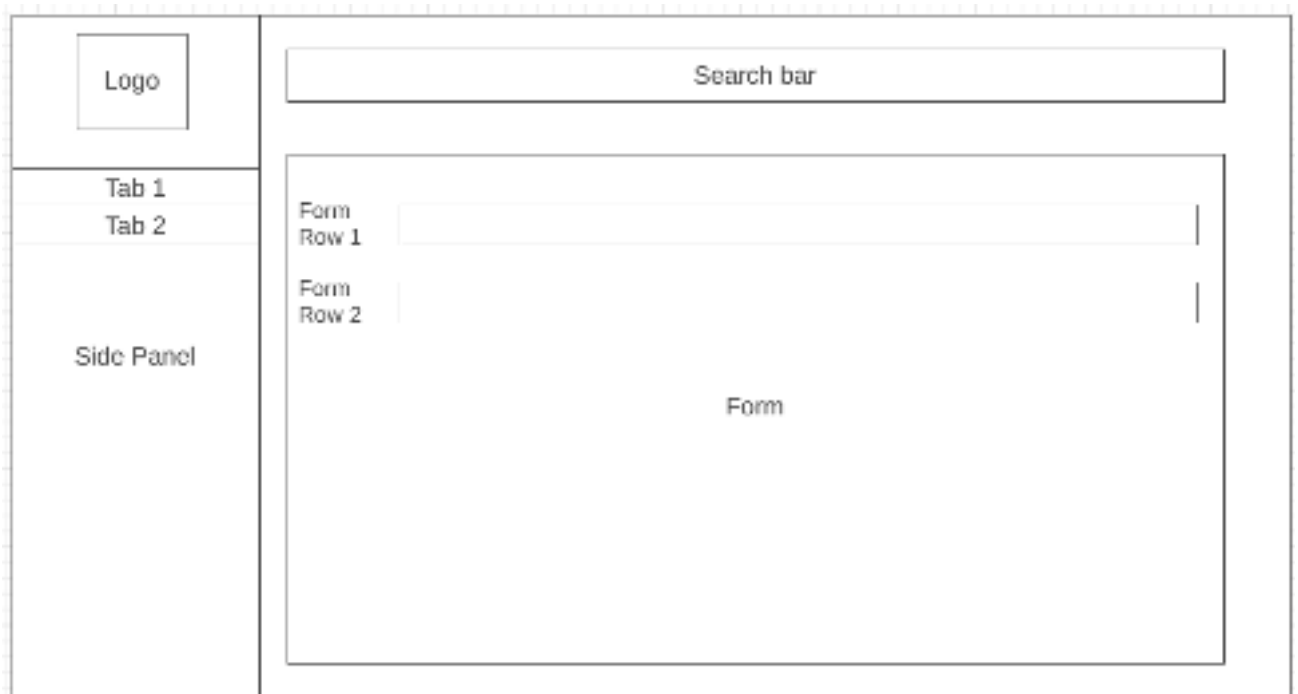 Logo
Search bar
Tab 1
Tab 2
Side Panel
Form
Row 1
Form
Row 2
Form